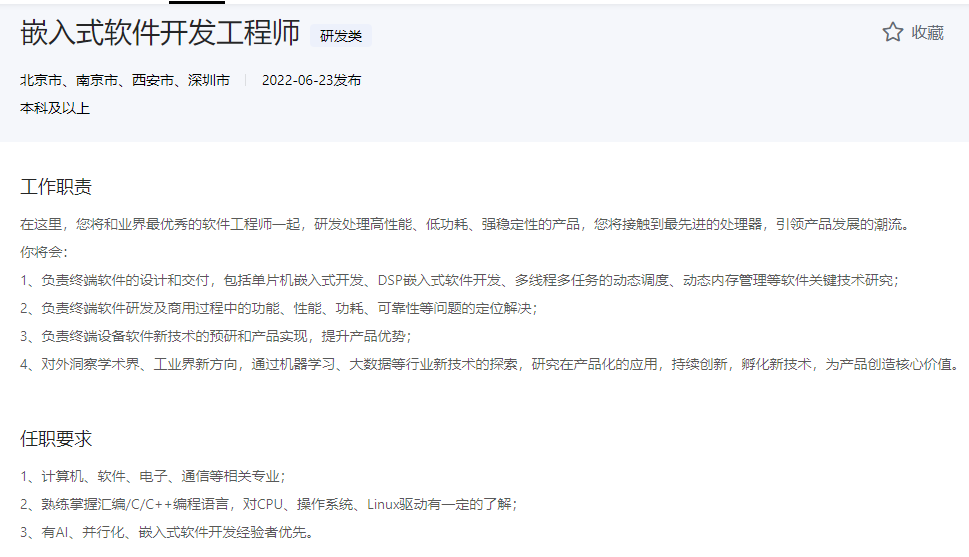 嵌入式软件开发工程师 研发类 收藏
北京市、南京市、西安市、深圳市 2022-06-23发布
本科及以上
工作职责
在这里，您将和业界最优秀的软件工程师一起，研发处理高性能、低功耗、强稳定性的产品，您将接触到最先进的处理器，引领产品发展的潮流。
你将会：
1、负责终端软件的设计和交付，包括单片机嵌入式开发、DSP嵌入式软件开发、多线程多任务的动态调度、动态内存管理等软件关键技术研究；
2、负责终端软件研发及商用过程中的功能、性能、功耗、可靠性等问题的定位解决；
3、负责终端设备软件新技术的预研和产品实现，提升产品优势；
4、对外洞察学术界、工业界新方向，通过机器学习、大数据等行业新技术的探索，研究在产品化的应用，持续创新，孵化新技术，为产品创造核心价值。
任职要求
1、计算机、软件、电子、通信等相关专业；
2、熟练掌握汇编/C/C++编程语言，对CPU、操作系统、Linux驱动有一定的了解；
3、有AI、并行化、嵌入式软件开发经验者优先。